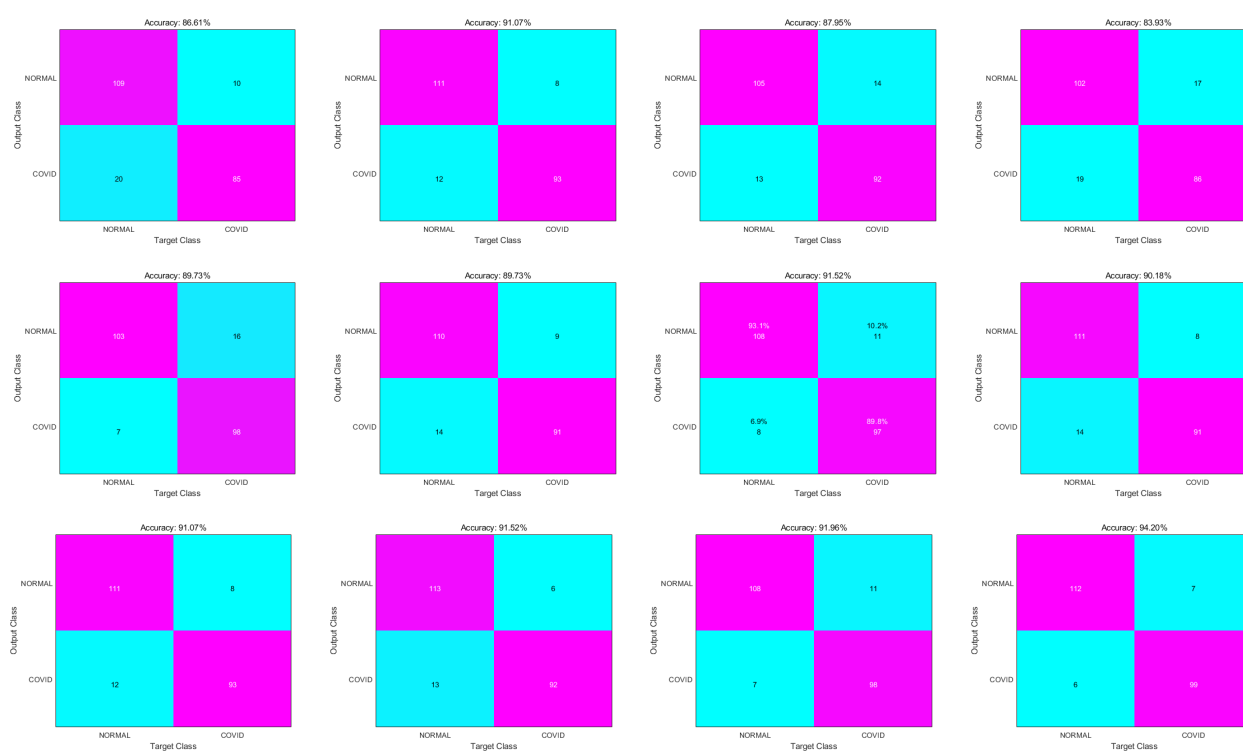 Accuracy: 86.61%
Output Class
NORMAL
109
10
COVID
20
85
NORMAL
COVID
Target Class
Accuracy: 91.07%
Output Class
NORMAL
111
8
COVID
12
93
NORMAL
COVID
Target Class
Accuracy: 87.95%
Output Class
NORMAL
105
14
COVID
13
92
NORMAL
COVID
Target Class
Accuracy: 83.93%
Output Class
NORMAL
102
17
COVID
19
86
NORMAL
COVID
Target Class
Accuracy: 89.73%
Output Class
NORMAL
103
16
COVID
7
98
NORMAL
COVID
Target Class
Accuracy: 89.73%
Output Class
NORMAL
110
9
COVID
14
91
NORMAL
COVID
Target Class
Accuracy: 91.52%
Output Class
NORMAL
93.1%
108
10.2%
11
COVID
6.9%
8
89.8%
97
NORMAL
COVID
Target Class
Accuracy: 90.18%
Output Class
NORMAL
111
8
COVID
14
91
NORMAL
COVID
Target Class
Accuracy: 91.07%
Output Class
NORMAL
111
8
COVID
12
93
NORMAL
COVID
Target Class
Accuracy: 91.52%
Output Class
NORMAL
113
6
COVID
13
92
NORMAL
COVID
Target Class
Accuracy: 91.96%
Output Class
NORMAL
108
11
COVID
7
98
NORMAL
COVID
Target Class
Accuracy: 94.20%
Output Class
NORMAL
112
7
COVID
6
99
NORMAL
COVID
Target Class